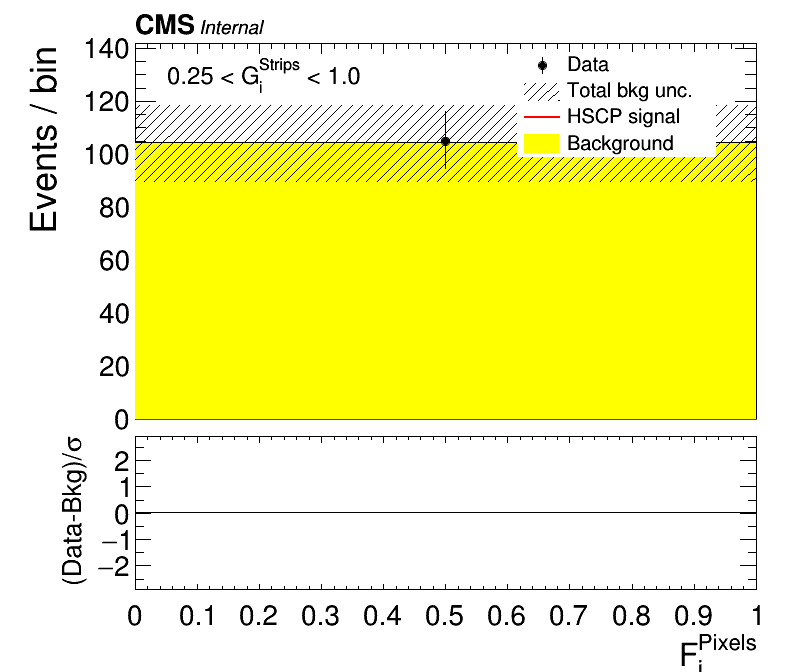 CMS Internal
140
120
100
80
60
40
20
0
Events / bin
0.25 < G_i^Strips < 1.0
Data
Total bkg unc.
HSCP signal
Background
2
1
0
−1
−2
(Data-Bkg)/σ
0 0.1 0.2 0.3 0.4 0.5 0.6 0.7 0.8 0.9 1
F_i^Pixels